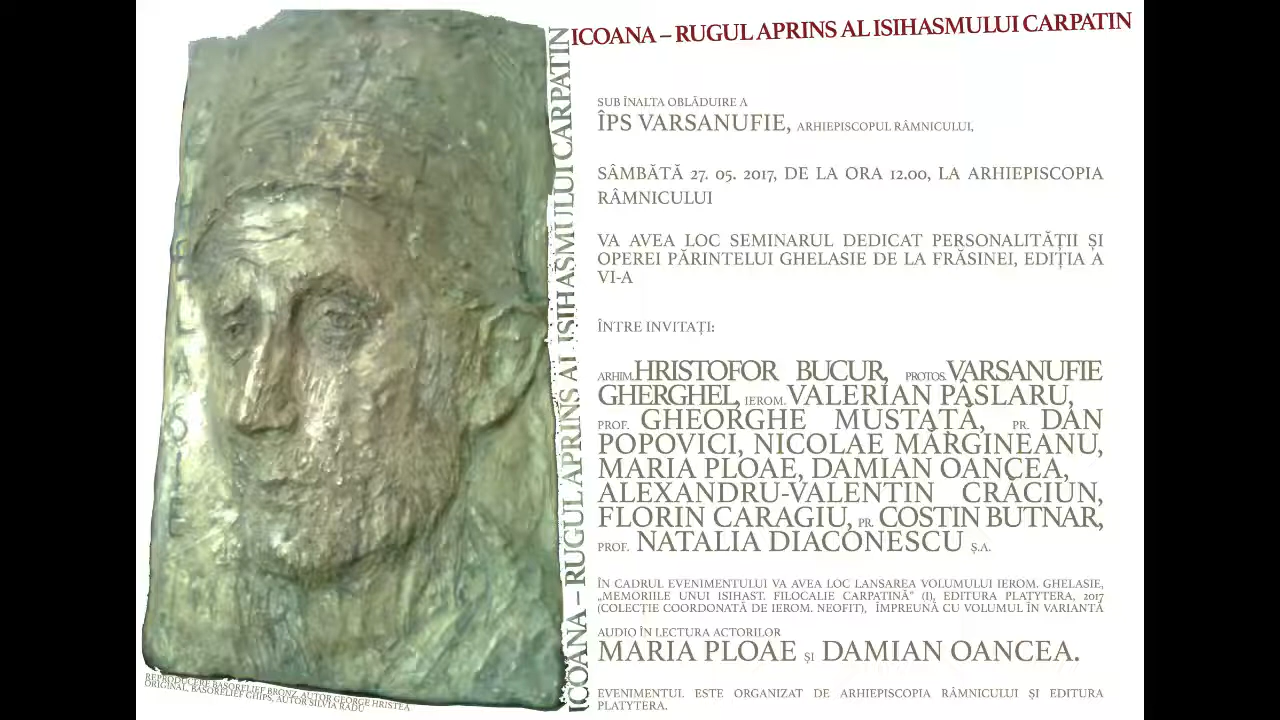 ICOANA – RUGUL APRINS AL ISIHASMULUI CARPATIN
ICOANA – RUGUL APRINS AL ISIHASMULUI CARPATIN
SUB ÎNALTA OBLĂDUIRE A
ÎPS VARSANUFIE, ARHIEPISCOPUL RÂMNICULUI,
SÂMBĂTĂ 27. 05. 2017, DE LA ORA 12.00, LA ARHIEPISCOPIA
RÂMNICULUI
VA AVEA LOC SEMINARUL DEDICAT PERSONALITĂȚII ȘI
OPEREI PĂRINTELUI GHELASIE DE LA FRĂSINEI, EDIȚIA A
VI-A
ÎNTRE INVITAȚI:
ARHIM.HRISTOFOR BUCUR, PROTOS.VARSANUFIE
GHERGHEL, IEROM.VALERIAN PÂSLARU,
PROF. GHEORGHE MUSTAȚĂ, PR. DAN
POPOVICI, NICOLAE MĂRGINEANU,
MARIA PLOAE, DAMIAN OANCEA,
ALEXANDRU-VALENTIN CRĂCIUN,
FLORIN CARAGIU, PR. COSTIN BUTNAR,
PROF. NATALIA DIACONESCU Ș.A.
ÎN CADRUL EVENIMENTULUI VA AVEA LOC LANSAREA VOLUMULUI IEROM. GHELASIE,
„MEMORIILE UNUI ISIHAST. FILOCALIE CARPATINĂ” (I), EDITURA PLATYTERA, 2017
(COLECȚIE COORDONATĂ DE IEROM. NEOFIT), ÎMPREUNĂ CU VOLUMUL ÎN VARIANTĂ
AUDIO ÎN LECTURA ACTORILOR
MARIA PLOAE ȘI DAMIAN OANCEA.
EVENIMENTUL ESTE ORGANIZAT DE ARHIEPISCOPIA RÂMNICULUI ȘI EDITURA
PLATYTERA.
REPRODUCERE BASORELIEF BRONZ, AUTOR GEORGE HRISTEA
ORIGINAL, BASORELIEF GHIPS, AUTOR SILVIA RADU